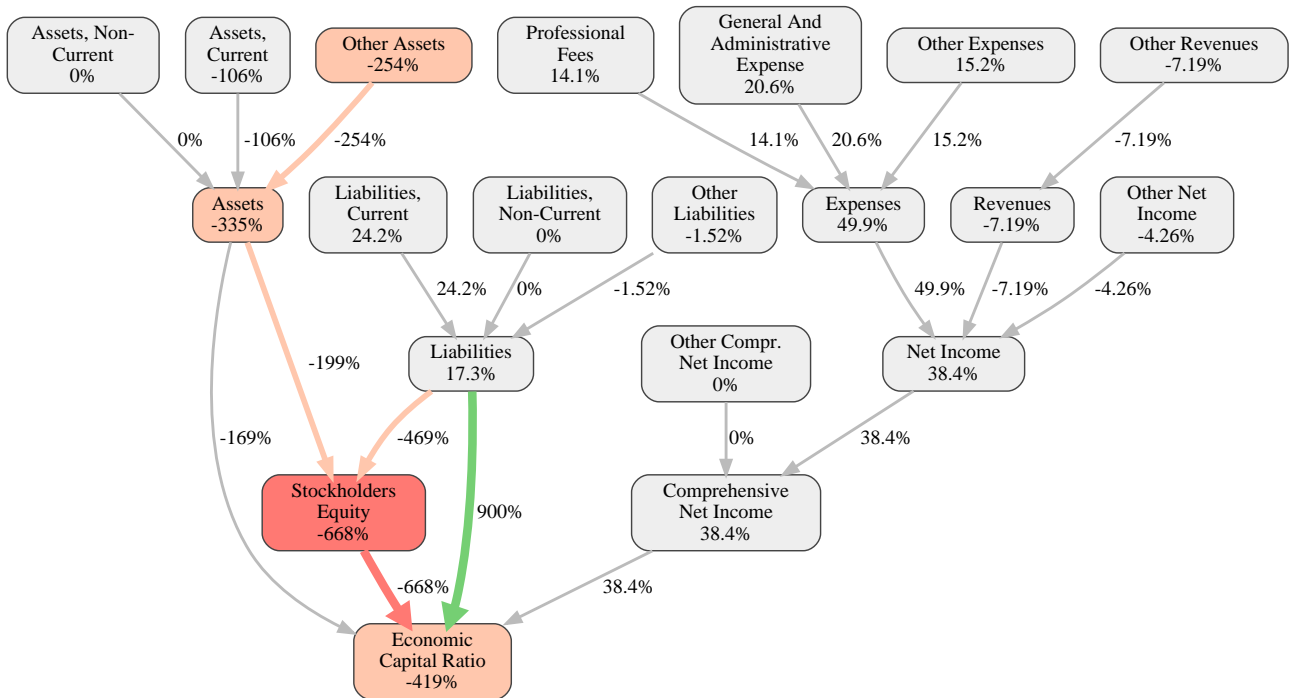 Assets, Non-
Current
0%
Assets,
Current
-106%
Other Assets
-254%
Professional
Fees
14.1%
General And
Administrative
Expense
20.6%
Other Expenses
15.2%
Other Revenues
-7.19%
0%
-106%
-254%
14.1%
20.6%
15.2%
-7.19%
Assets
-335%
Liabilities,
Current
24.2%
Liabilities,
Non-Current
0%
Other
Liabilities
-1.52%
Expenses
49.9%
Revenues
-7.19%
Other Net
Income
-4.26%
24.2%
0%
-1.52%
49.9%
-7.19%
-4.26%
Liabilities
17.3%
Other Compr.
Net Income
0%
Net Income
38.4%
-199%
-169%
-469%
0%
38.4%
Stockholders
Equity
-668%
900%
Comprehensive
Net Income
38.4%
-668%
38.4%
Economic
Capital Ratio
-419%